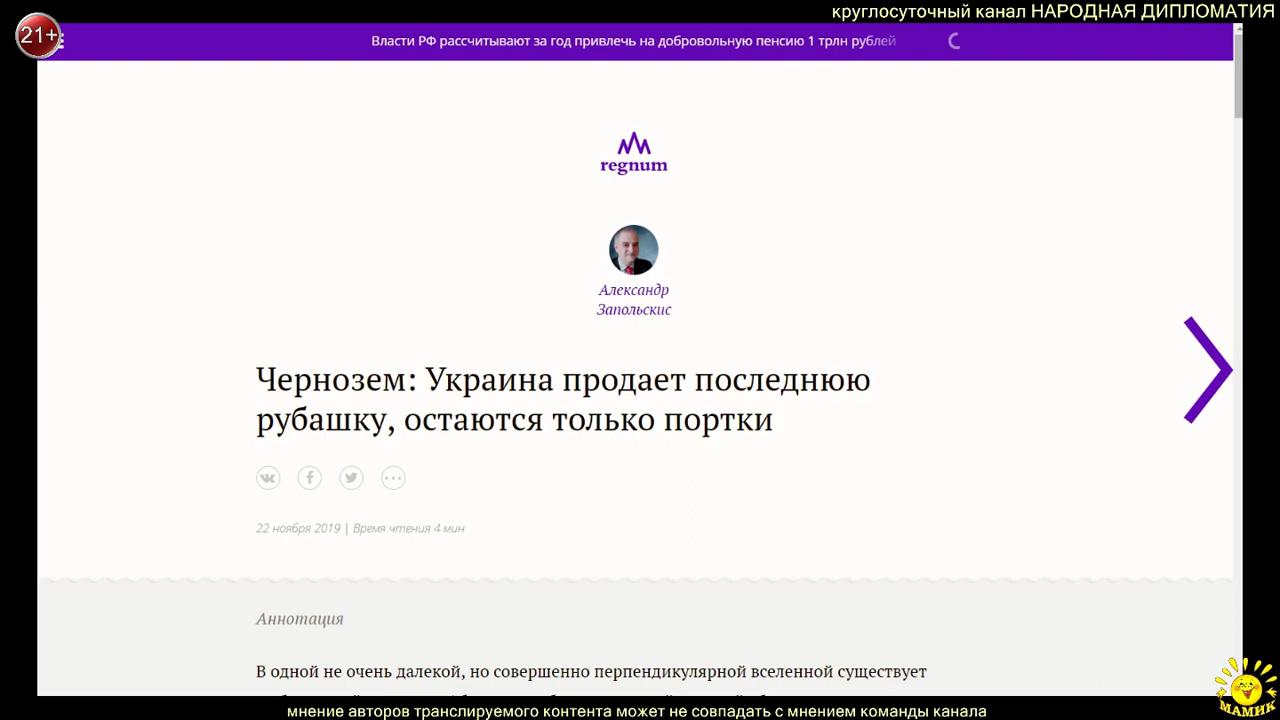 круглосуточный канал НАРОДНАЯ ДИПЛОМАТИЯ
21+
Власти РФ рассчитывают за год привлечь на добровольную пенсию 1 трлн рублей
regnum
Александр
Запольскис
Чернозем: Украина продает последнюю
рубашку, остаются только портки
22 ноября 2019 | Время чтения 4 мин
Аннотация
В одной не очень далекой, но совершенно перпендикулярной вселенной существует
МАМИК
мнение авторов транслируемого контента может не совпадать с мнением команды канала